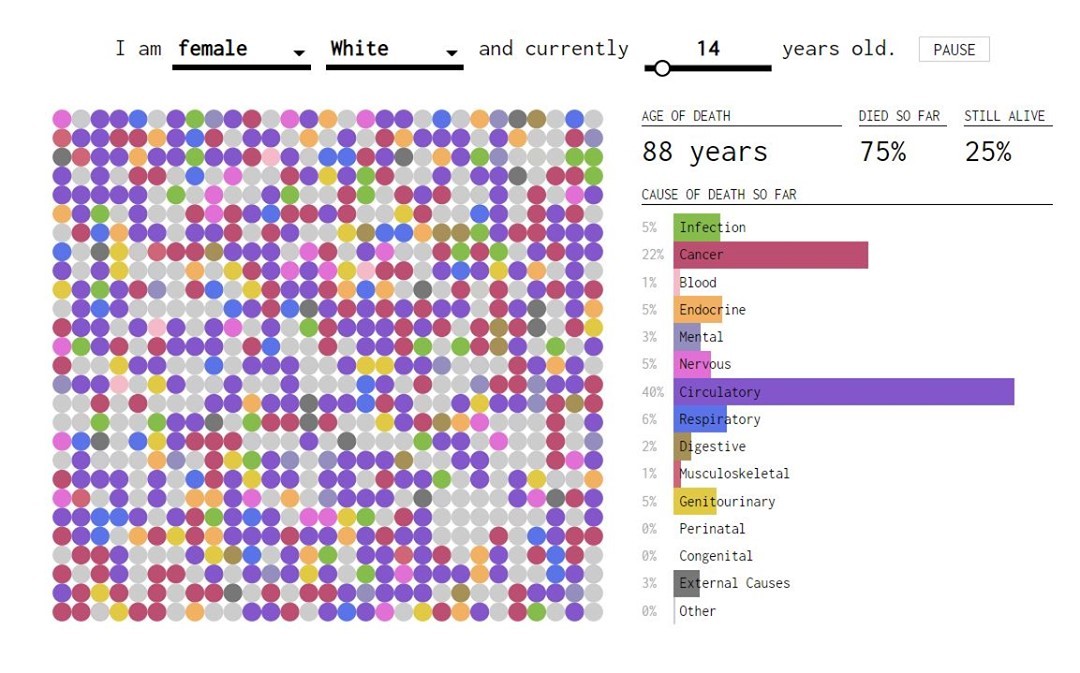 I am female White and currently 14 years old. PAUSE
AGE OF DEATH DIED SO FAR STILL ALIVE
88 years 75% 25%
CAUSE OF DEATH SO FAR
5% Infection
22% Cancer
1% Blood
5% Endocrine
3% Mental
5% Nervous
40% Circulatory
6% Respiratory
2% Digestive
1% Musculoskeletal
5% Genitourinary
0% Perinatal
0% Congenital
3% External Causes
0% Other